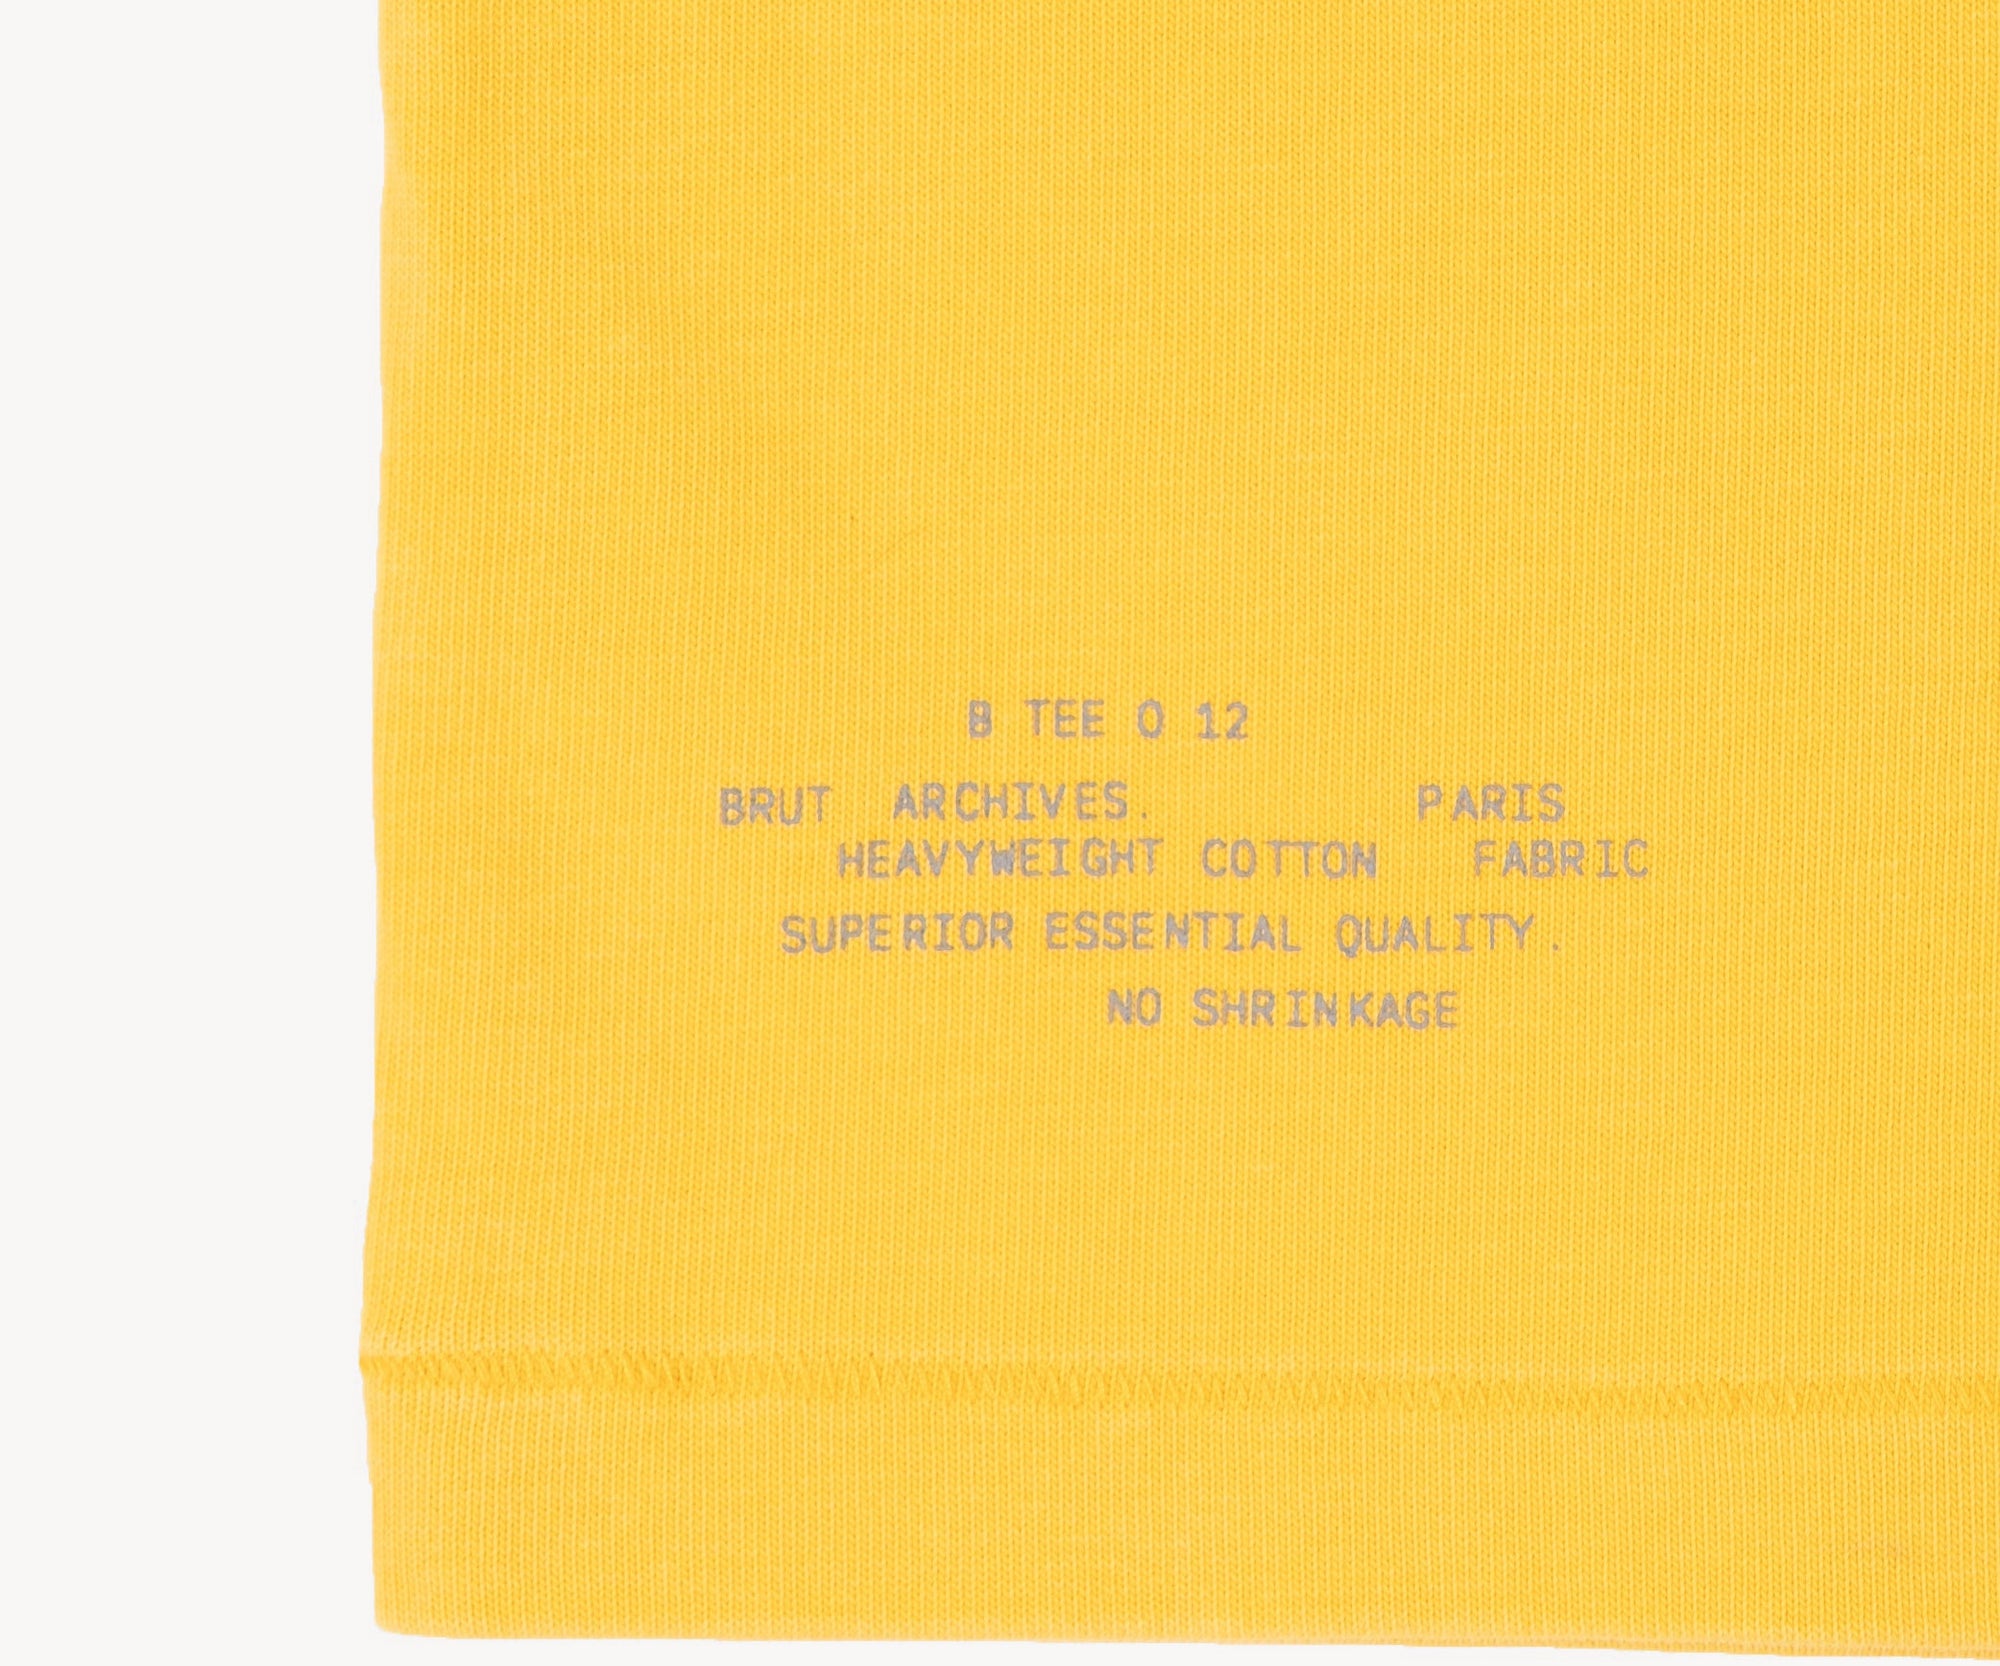 B TEE O 12
BRUT ARCHIVES. PARIS
HEAVYWEIGHT COTTON FABRIC
SUPERIOR ESSENTIAL QUALITY.
NO SHRINKAGE